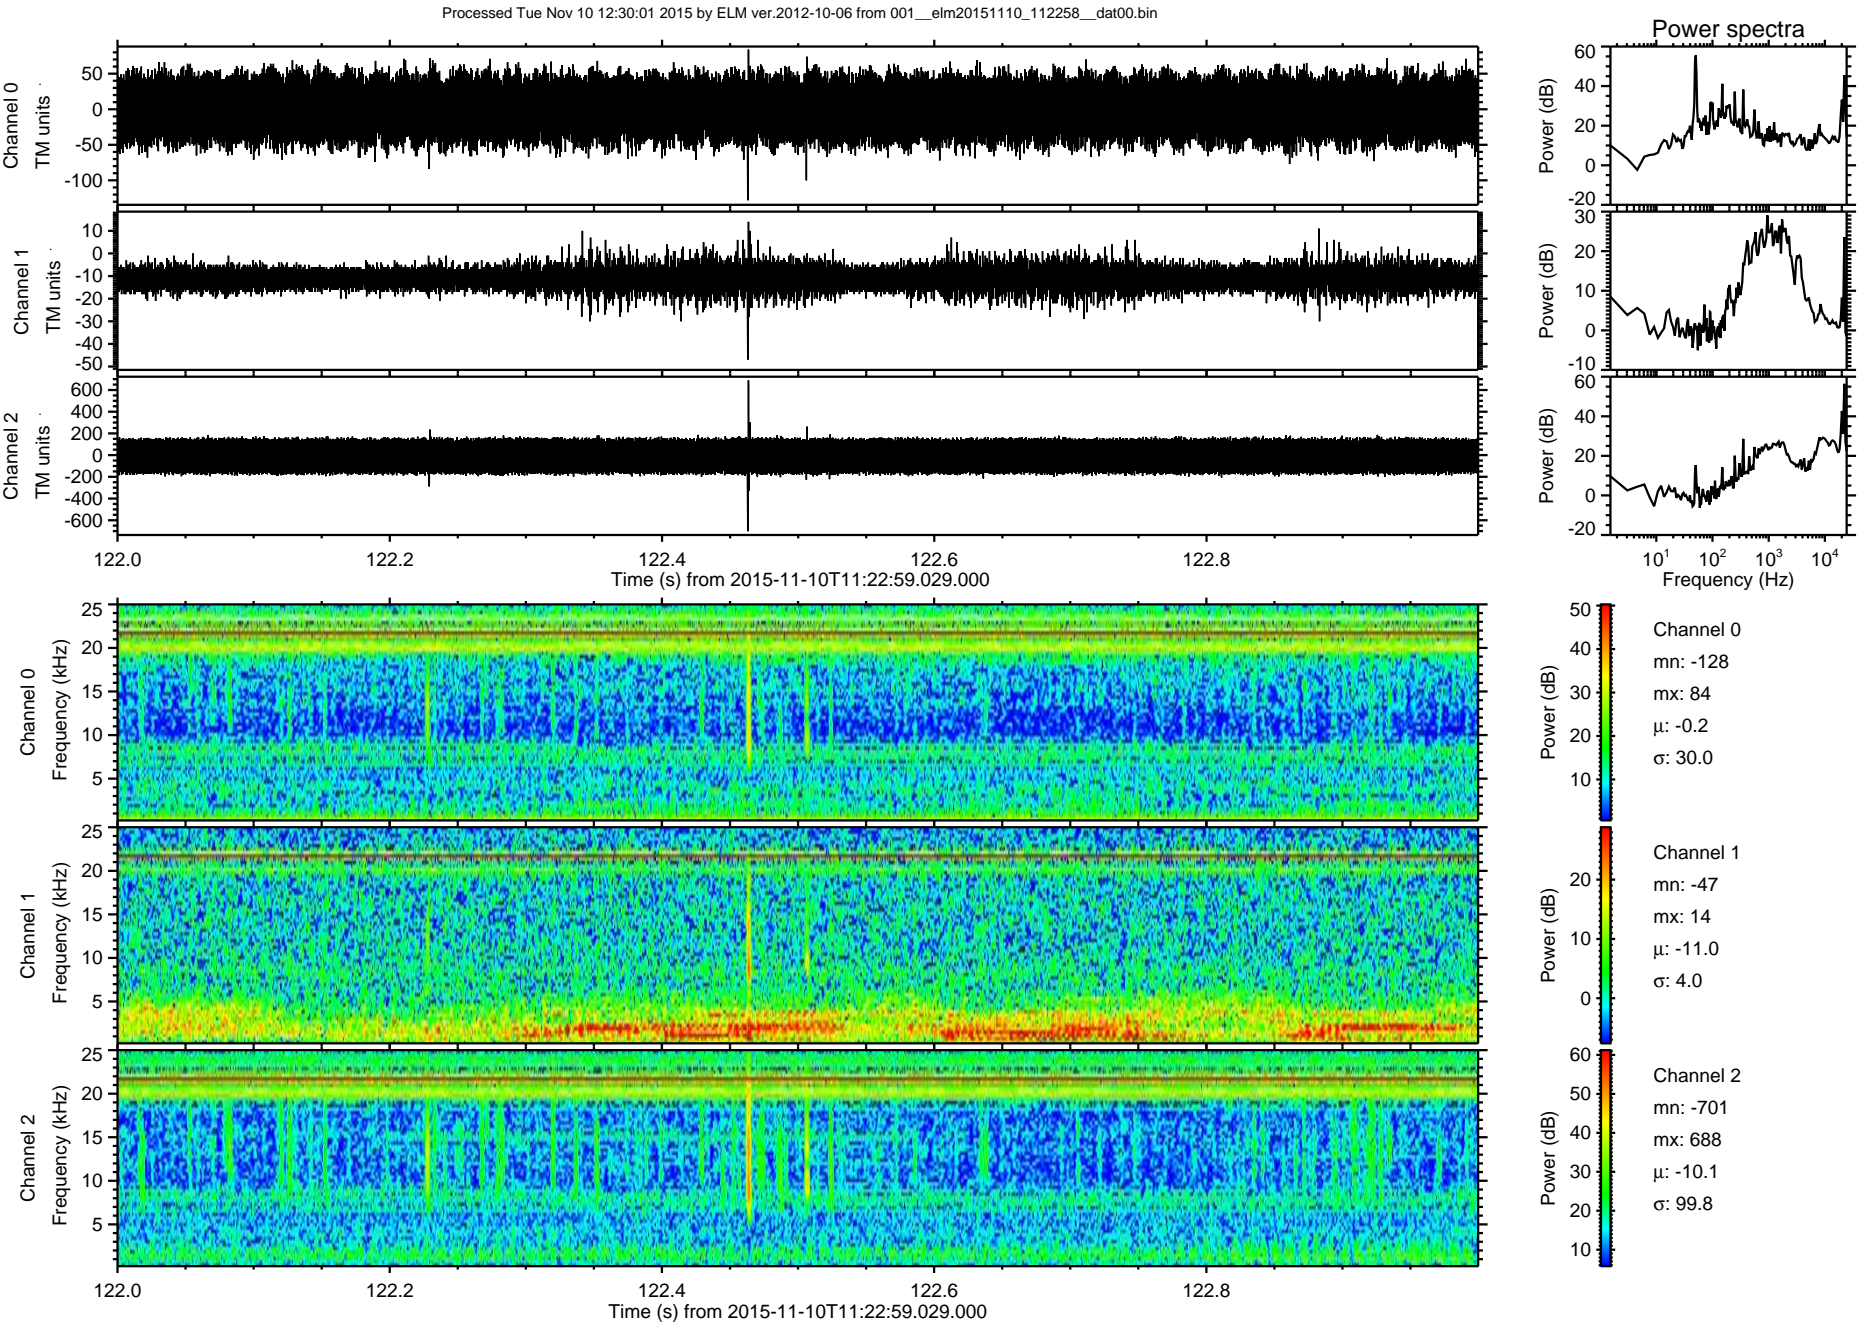 Processed Tue Nov 10 12:30:01 2015 by ELM ver.2012-10-06 from 001__elm20151110_112258__dat00.bin
Power spectra
Channel 0
TM units
50
0
-50
-100
Power (dB)
60
40
20
0
-20
Channel 1
TM units
10
0
-10
-20
-30
-40
-50
Power (dB)
30
20
10
0
-10
Channel 2
TM units
600
400
200
0
-200
-400
-600
Power (dB)
60
40
20
0
-20
122.0 122.2 122.4 122.6 122.8
Time (s) from 2015-11-10T11:22:59.029.000
10^1 10^2 10^3 10^4
Frequency (Hz)
Channel 0
Frequency (kHz)
25
20
15
10
5
Power (dB)
50
40
30
20
10
Channel 0
mn: -128
mx: 84
μ: -0.2
σ: 30.0
Channel 1
Frequency (kHz)
25
20
15
10
5
Power (dB)
20
10
0
Channel 1
mn: -47
mx: 14
μ: -11.0
σ: 4.0
Channel 2
Frequency (kHz)
25
20
15
10
5
Power (dB)
60
50
40
30
20
10
Channel 2
mn: -701
mx: 688
μ: -10.1
σ: 99.8
122.0 122.2 122.4 122.6 122.8
Time (s) from 2015-11-10T11:22:59.029.000